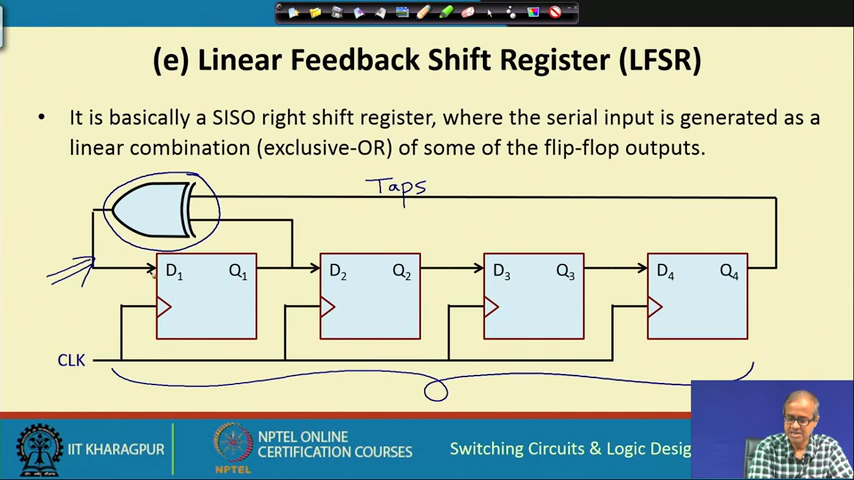 (e) Linear Feedback Shift Register (LFSR)
• It is basically a SISO right shift register, where the serial input is generated as a
linear combination (exclusive-OR) of some of the flip-flop outputs.
Taps
D1 Q1 D2 Q2 D3 Q3 D4 Q4
CLK
IIT KHARAGPUR
NPTEL
NPTEL ONLINE
CERTIFICATION COURSES
Switching Circuits & Logic Desig